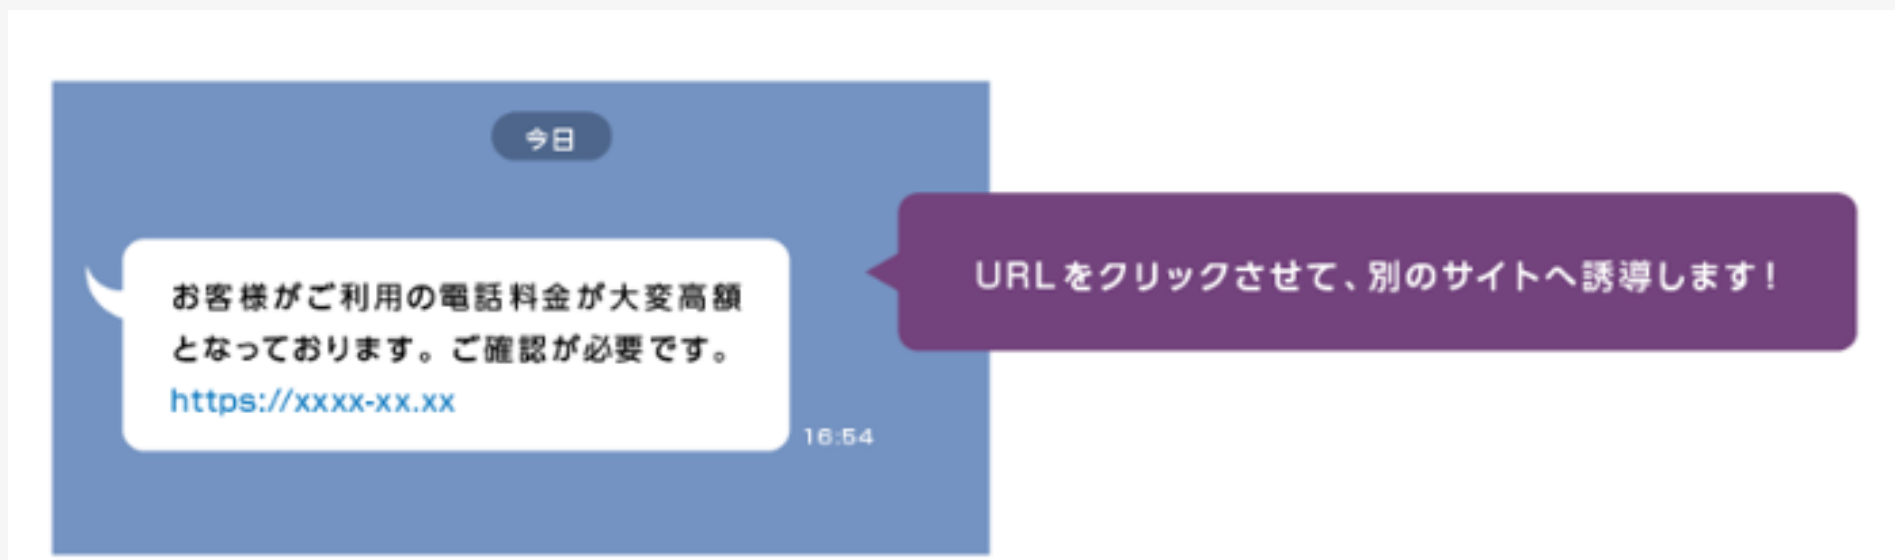 今日
お客様がご利用の電話料金が大変高額
となっております。ご確認が必要です。
https://xxxx-xx.xx
16:54
URLをクリックさせて、別のサイトへ誘導します!